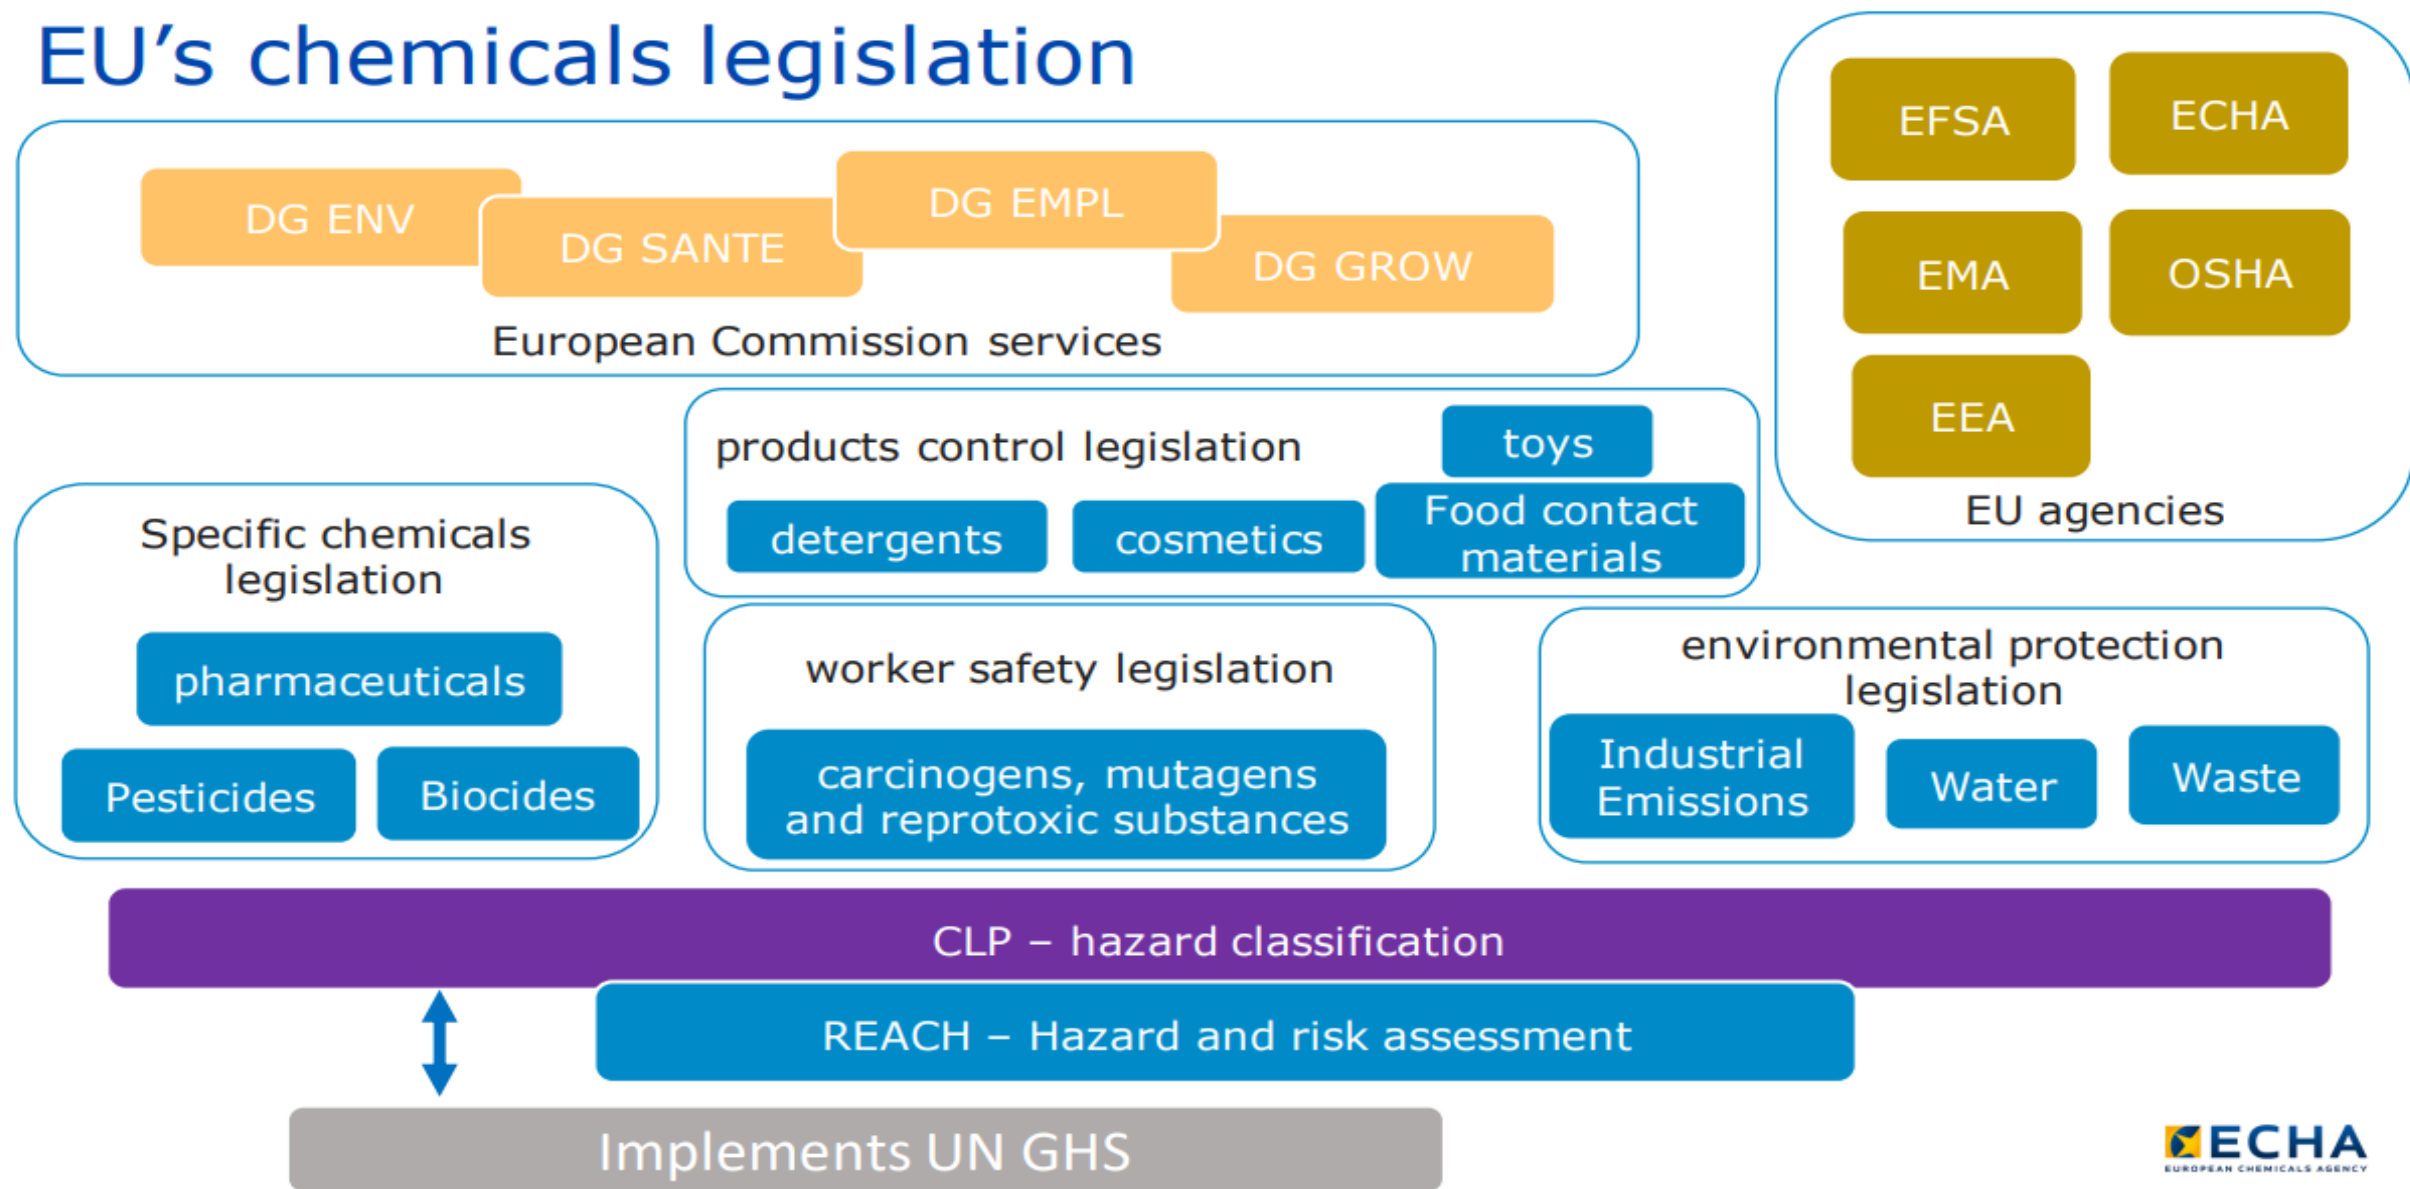 EU’s chemicals legislation
DG ENV
DG SANTE
DG EMPL
DG GROW
European Commission services
EFSA
ECHA
EMA
OSHA
EEA
EU agencies
products control legislation
toys
detergents
cosmetics
Food contact
materials
Specific chemicals
legislation
pharmaceuticals
Pesticides
Biocides
worker safety legislation
carcinogens, mutagens
and reprotoxic substances
environmental protection
legislation
Industrial
Emissions
Water
Waste
CLP – hazard classification
REACH – Hazard and risk assessment
Implements UN GHS
ECHA
EUROPEAN CHEMICALS AGENCY